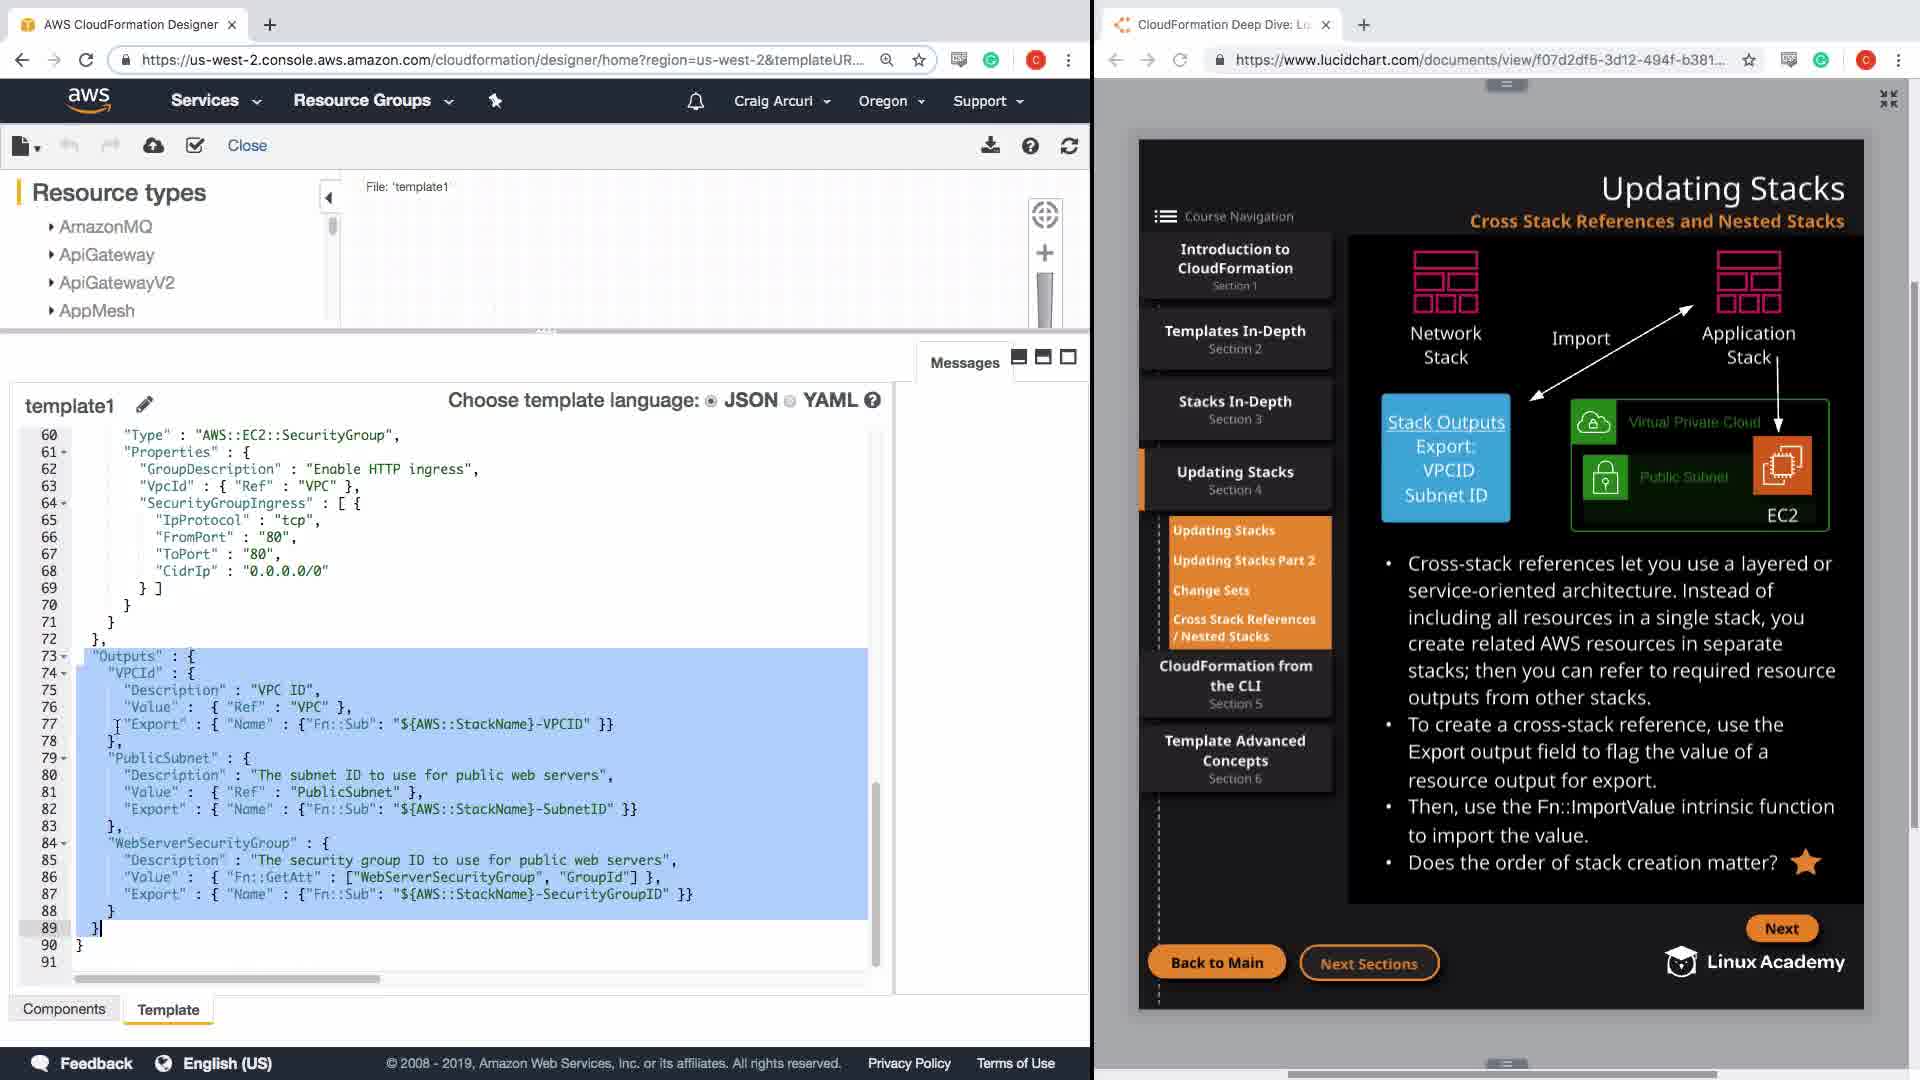 AWS CloudFormation Designer
https://us-west-2.console.aws.amazon.com/cloudformation/designer/home?region=us-west-2&templateUR...
C
aws
Services
Resource Groups
Craig Arcuri
Oregon
Support
Close
Resource types
AmazonMQ
ApiGateway
ApiGatewayV2
AppMesh
File: 'template1'
Messages
template1
Choose template language: JSON YAML
60 "Type" : "AWS::EC2::SecurityGroup",
61 "Properties" : {
62 "GroupDescription" : "Enable HTTP ingress",
63 "VpcId" : { "Ref" : "VPC" },
64 "SecurityGroupIngress" : [ {
65 "IpProtocol" : "tcp",
66 "FromPort" : "80",
67 "ToPort" : "80",
68 "CidrIp" : "0.0.0.0/0"
69 } ]
70 }
71 }
72 },
73 "Outputs" : {
74 "VPCId" : {
75 "Description" : "VPC ID",
76 "Value" : { "Ref" : "VPC" },
77 "Export" : { "Name" : {"Fn::Sub": "${AWS::StackName}-VPCID" }}
78 },
79 "PublicSubnet" : {
80 "Description" : "The subnet ID to use for public web servers",
81 "Value" : { "Ref" : "PublicSubnet" },
82 "Export" : { "Name" : {"Fn::Sub": "${AWS::StackName}-SubnetID" }}
83 },
84 "WebServerSecurityGroup" : {
85 "Description" : "The security group ID to use for public web servers",
86 "Value" : { "Fn::GetAtt" : ["WebServerSecurityGroup", "GroupId"] },
87 "Export" : { "Name" : {"Fn::Sub": "${AWS::StackName}-SecurityGroupID" }}
88 }
89 }
90 }
91
Components
Template
Feedback
English (US)
© 2008 - 2019, Amazon Web Services, Inc. or its affiliates. All rights reserved.
Privacy Policy
Terms of Use
CloudFormation Deep Dive: Lu
https://www.lucidchart.com/documents/view/f07d2df5-3d12-494f-b381...
C
Updating Stacks
Cross Stack References and Nested Stacks
Course Navigation
Introduction to
CloudFormation
Section 1
Templates In-Depth
Section 2
Stacks In-Depth
Section 3
Updating Stacks
Section 4
Updating Stacks
Updating Stacks Part 2
Change Sets
Cross Stack References
/ Nested Stacks
CloudFormation from
the CLI
Section 5
Template Advanced
Concepts
Section 6
Network
Stack
Import
Application
Stack
Stack Outputs
Export:
VPCID
Subnet ID
Virtual Private Cloud
Public Subnet
EC2
• Cross-stack references let you use a layered or
service-oriented architecture. Instead of
including all resources in a single stack, you
create related AWS resources in separate
stacks; then you can refer to required resource
outputs from other stacks.
• To create a cross-stack reference, use the
Export output field to flag the value of a
resource output for export.
• Then, use the Fn::ImportValue intrinsic function
to import the value.
• Does the order of stack creation matter?
Next
Back to Main
Next Sections
Linux Academy